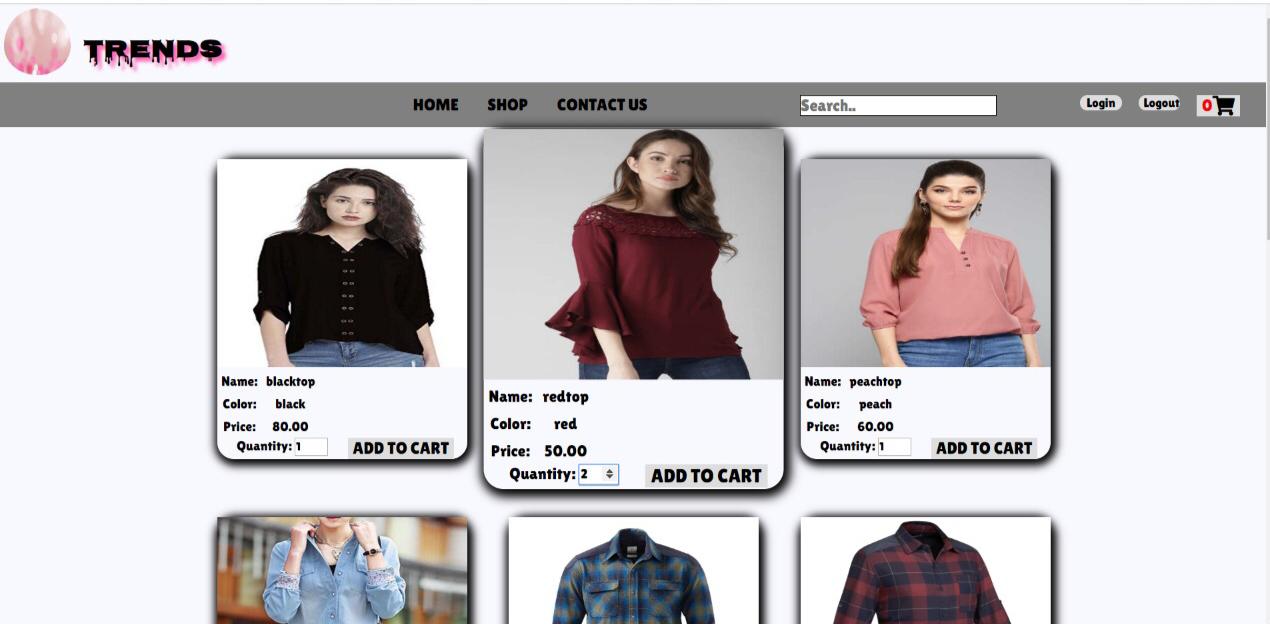 TRENDS
HOME SHOP CONTACT US Search.. Login Logout 0
Name: blacktop
Color: black
Price: 80.00
Quantity: 1 ADD TO CART
Name: redtop
Color: red
Price: 50.00
Quantity: 2 ADD TO CART
Name: peachtop
Color: peach
Price: 60.00
Quantity: 1 ADD TO CART